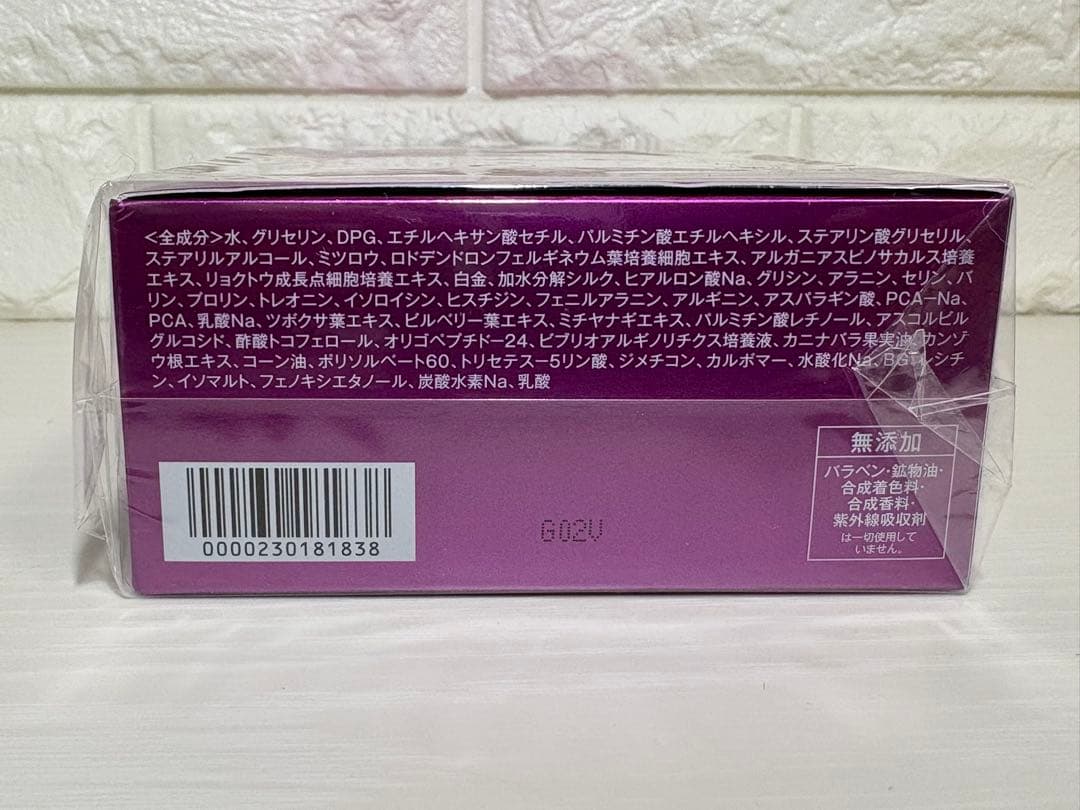 <全成分>水、グリセリン、DPG、エチルヘキサン酸セチル、パルミチン酸エチルヘキシル、ステアリン酸グリセリル、
ステアリルアルコール、ミツロウ、ロドデンドロンフェルギネウム葉培養細胞エキス、アルガニアスピノサカルス培養
エキス、リョクトウ成長点細胞培養エキス、白金、加水分解シルク、ヒアルロン酸Na、グリシン、アラニン、セリン、バ
リン、プロリン、トレオニン、イソロイシン、ヒスチジン、フェニルアラニン、アルギニン、アスパラギン酸、PCA-Na、
PCA、乳酸Na、ツボクサ葉エキス、ビルベリー葉エキス、ミチヤナギエキス、パルミチン酸レチノール、アスコルビル
グルコシド、酢酸トコフェロール、オリゴペプチド-24、ビブリオアルギノリチクス培養液、カニナバラ果実油、カンゾ
ウ根エキス、コーン油、ポリソルベート60、トリセテス-5リン酸、ジメチコン、カルボマー、水酸化Na、BG、レシチ
ン、イソマルト、フェノキシエタノール、炭酸水素Na、乳酸
無添加
パラベン・鉱物油・
合成着色料・
合成香料・
紫外線吸収剤
は一切使用して
いません。
0000230181838
G02V